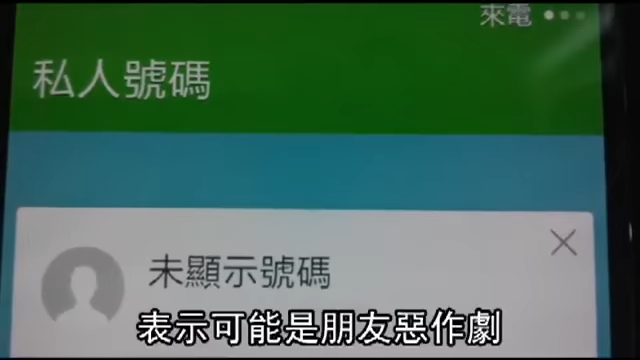 來電
私人號碼
未顯示號碼
表示可能是朋友惡作劇